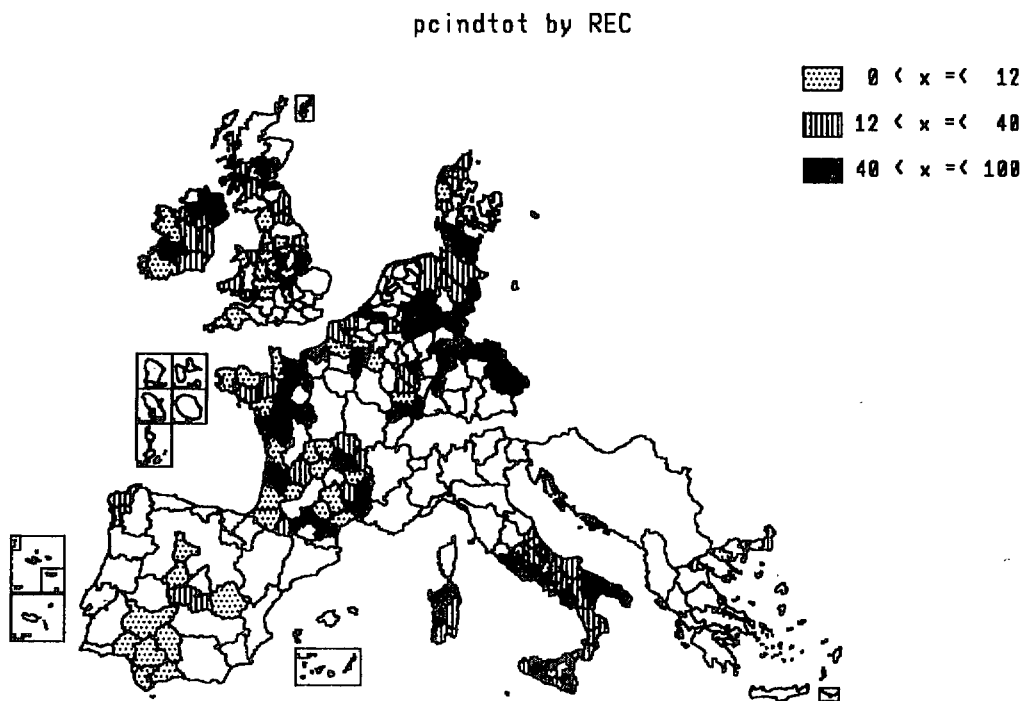 pcindtot by REC
0 < x =< 12
12 < x =< 40
40 < x =< 100